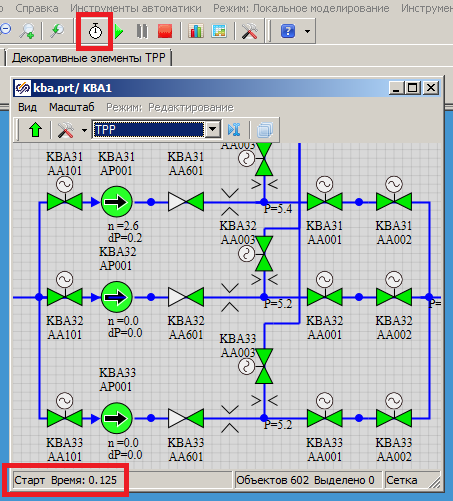 Декоративные Инструменты автоматики Режим: Локальное моделирование Инструмен
Декоративные элементы TPP
kba.prt/ KBA1
Вид Масштаб Режим: Редактирование
TPP
KBA31 KBA31 KBA31 AA003 KBA31 KBA31
AA101 AP001 AA601 AA001 AA002
P=5.4
n =2.6
dP=0.2
KBA32 KBA32 KBA32 KBA32 KBA32 KBA32
AA101 AP001 AA601 AA003 AA001 AA002
P=5.2
P=
n =0.0
dP=0.0
KBA33 KBA33 KBA33 KBA33 KBA33 KBA33
AA101 AP001 AA601 AA003 AA001 AA002
P=5.2
n =0.0
dP=0.0
Старт Время: 0.125 Объектов 602 Выделено 0 Сетка